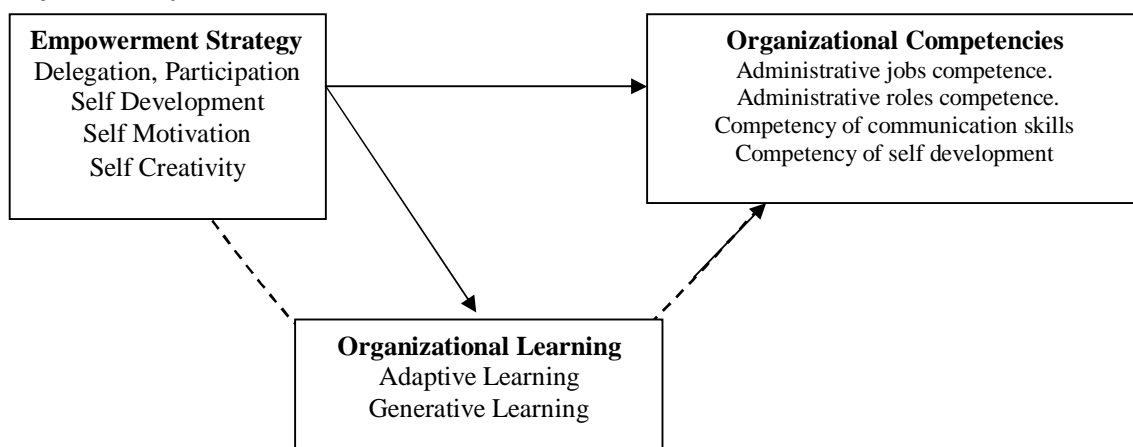 Empowerment Strategy
Delegation, Participation
Self Development
Self Motivation
Self Creativity
Organizational Competencies
Administrative jobs competence.
Administrative roles competence.
Competency of communication skills
Competency of self development
Organizational Learning
Adaptive Learning
Generative Learning